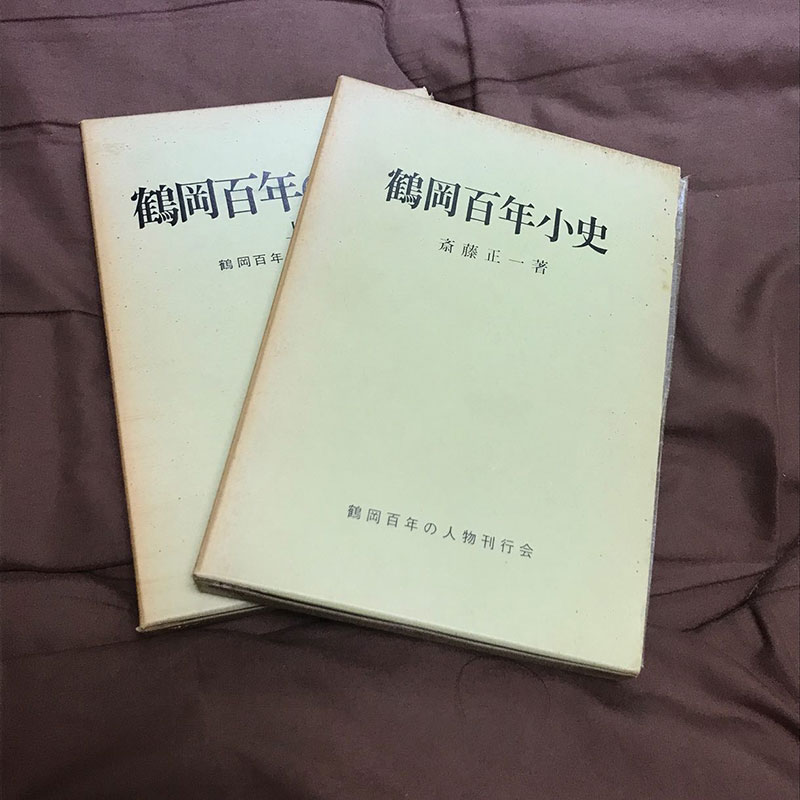 鶴岡百年の
鶴岡百年
鶴岡百年小史
斎藤正一著
鶴岡百年の人物刊行会